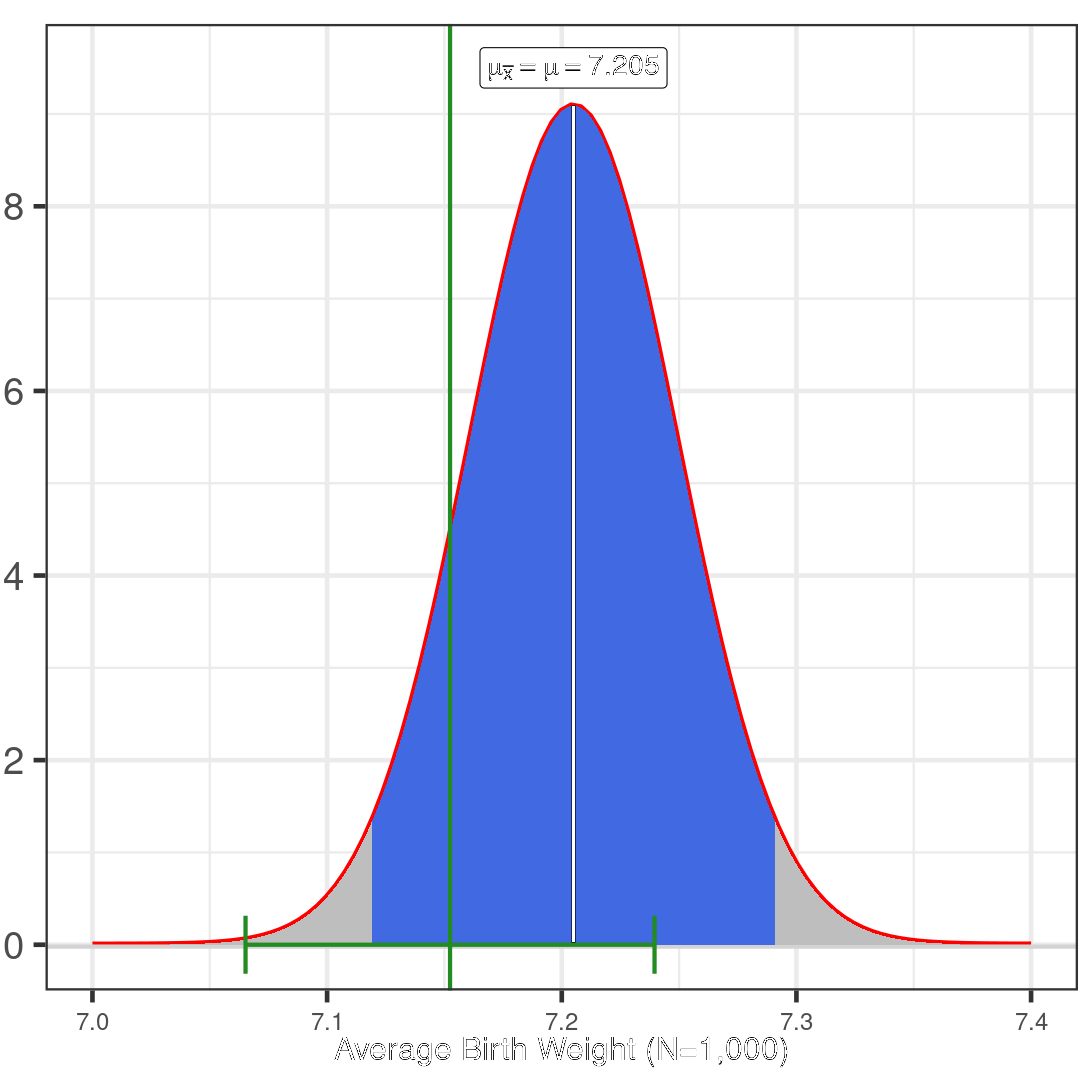 μx̄ = μ = 7.205
8
6
4
2
0
7.0 7.1 7.2 7.3 7.4
Average Birth Weight (N=1,000)